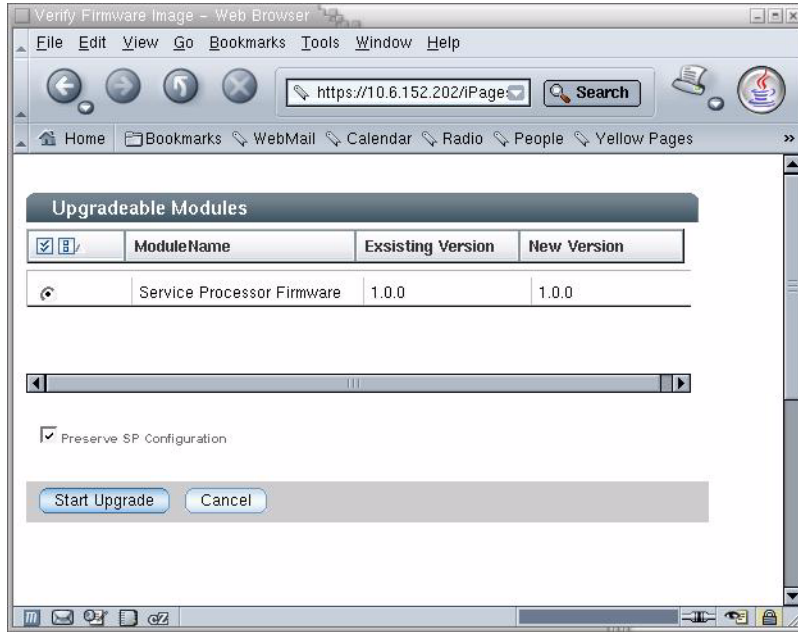 Verify Firmware Image – Web Browser
File Edit View Go Bookmarks Tools Window Help
https://10.6.152.202/iPage Search
Home Bookmarks WebMail Calendar Radio People Yellow Pages »
Upgradeable Modules
ModuleName Exsisting Version New Version
Service Processor Firmware 1.0.0 1.0.0
Preserve SP Configuration
Start Upgrade Cancel